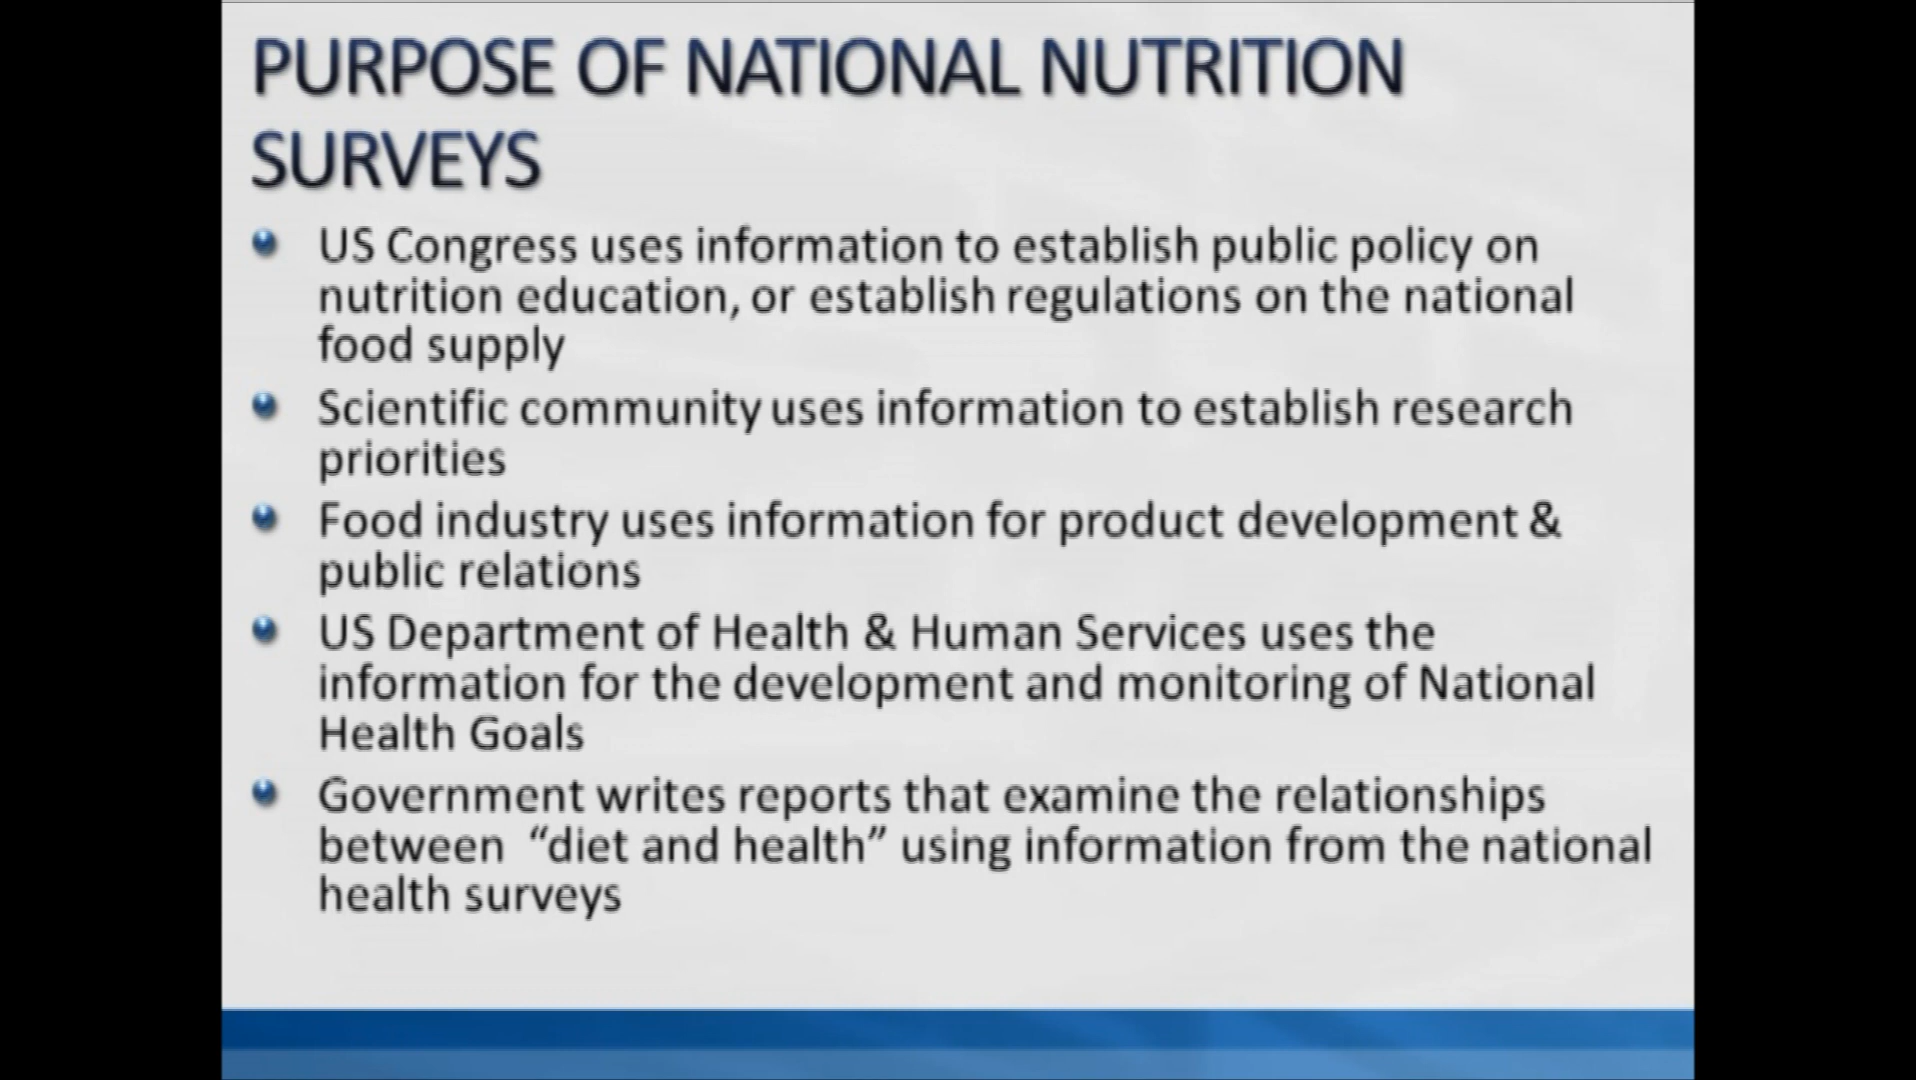 PURPOSE OF NATIONAL NUTRITION
SURVEYS
US Congress uses information to establish public policy on
nutrition education, or establish regulations on the national
food supply
Scientific community uses information to establish research
priorities
Food industry uses information for product development &
public relations
US Department of Health & Human Services uses the
information for the development and monitoring of National
Health Goals
Government writes reports that examine the relationships
between “diet and health” using information from the national
health surveys